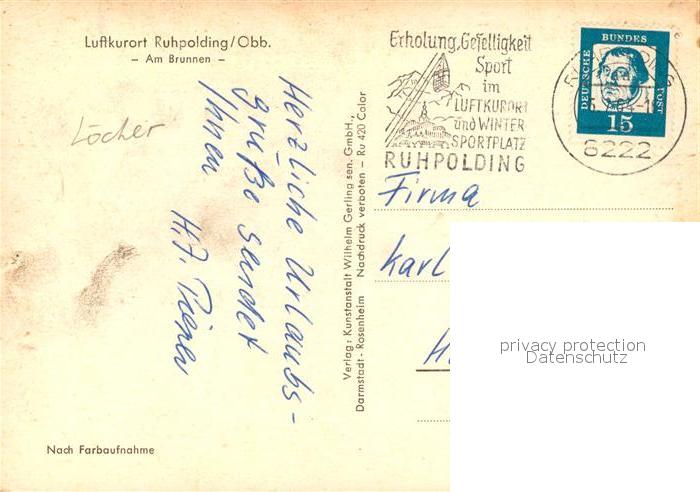 Luftkurort Ruhpolding/Obb.
– Am Brunnen –
Löcher
Herzliche Urlaubs-
grüße sendet
Ihnen
H.J.
Nach Farbaufnahme
Verlag: Kunstanstalt Wilhelm Gerling sen. GmbH.,
Darmstadt - Rosenheim Nachdruck verboten – Ru 420 Color
Erholung, Geselligkeit
Sport
im
LUFTKURORT
und WINTER
SPORTPLATZ
RUHPOLDING
DEUTSCHE
BUNDES
POST
15
8222
Firma
Karl
H
privacy protection
Datenschutz